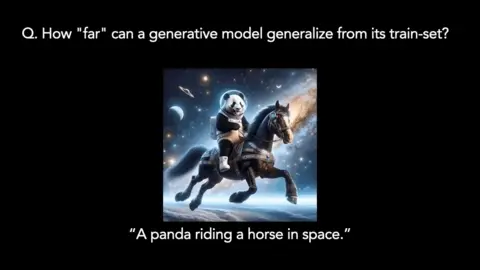 Q. How "far" can a generative model generalize from its train-set?
“A panda riding a horse in space.”